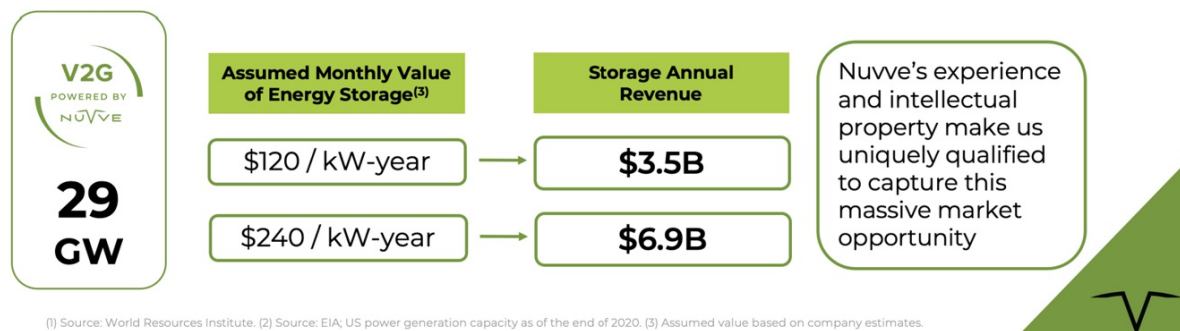 V2G
POWERED BY
NUVVE
29
GW
Assumed Monthly Value
of Energy Storage(3)
Storage Annual
Revenue
$120 / kW-year
$3.5B
$240 / kW-year
$6.9B
Nuvve's experience
and intellectual
property make us
uniquely qualified
to capture this
massive market
opportunity
(1) Source: World Resources Institute. (2) Source: EIA; US power generation capacity as of the end of 2020. (3) Assumed value based on company estimates.